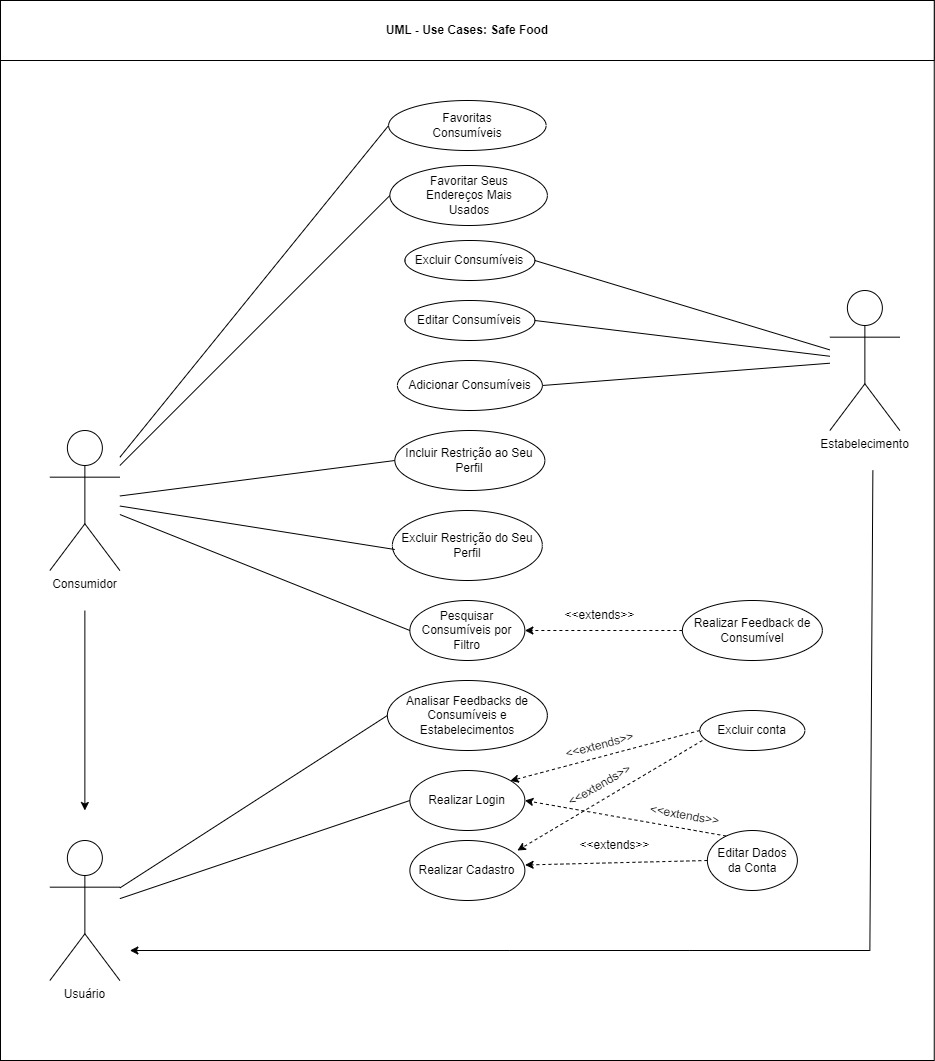 UML - Use Cases: Safe Food
Favoritas
Consumíveis
Favoritar Seus
Endereços Mais
Usados
Excluir Consumíveis
Editar Consumíveis
Adicionar Consumíveis
Estabelecimento
Incluir Restrição ao Seu
Perfil
Excluir Restrição do Seu
Perfil
Consumidor
Pesquisar
Consumíveis por
Filtro
<<extends>>
Realizar Feedback de
Consumível
Analisar Feedbacks de
Consumíveis e
Estabelecimentos
Excluir conta
<<extends>>
<<extends>>
Realizar Login
<<extends>>
<<extends>>
Editar Dados
da Conta
Realizar Cadastro
Usuário